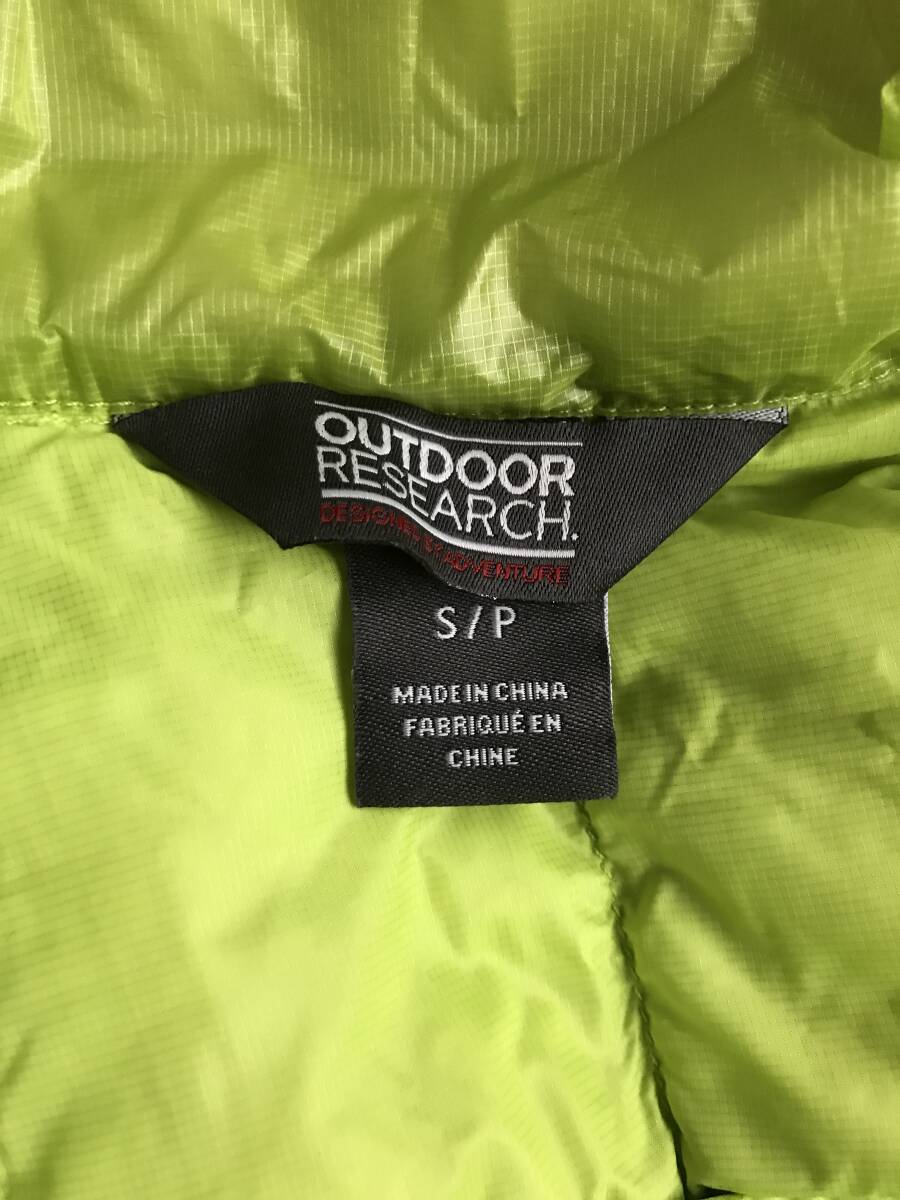 OUTDOOR
RESEARCH.
DESIGNED BY ADVENTURE
S/P
MADE IN CHINA
FABRIQUÉ EN
CHINE